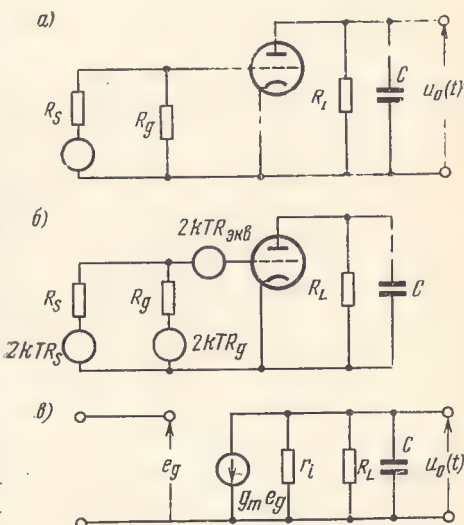 а)
R_s
R_g
R_L
C
u_0(t)
б)
2kTR_экв
R_s
R_g
R_L
C
2kTR_s
2kTR_g
в)
e_g
g_m e_g
r_i
R_L
C
u_0(t)